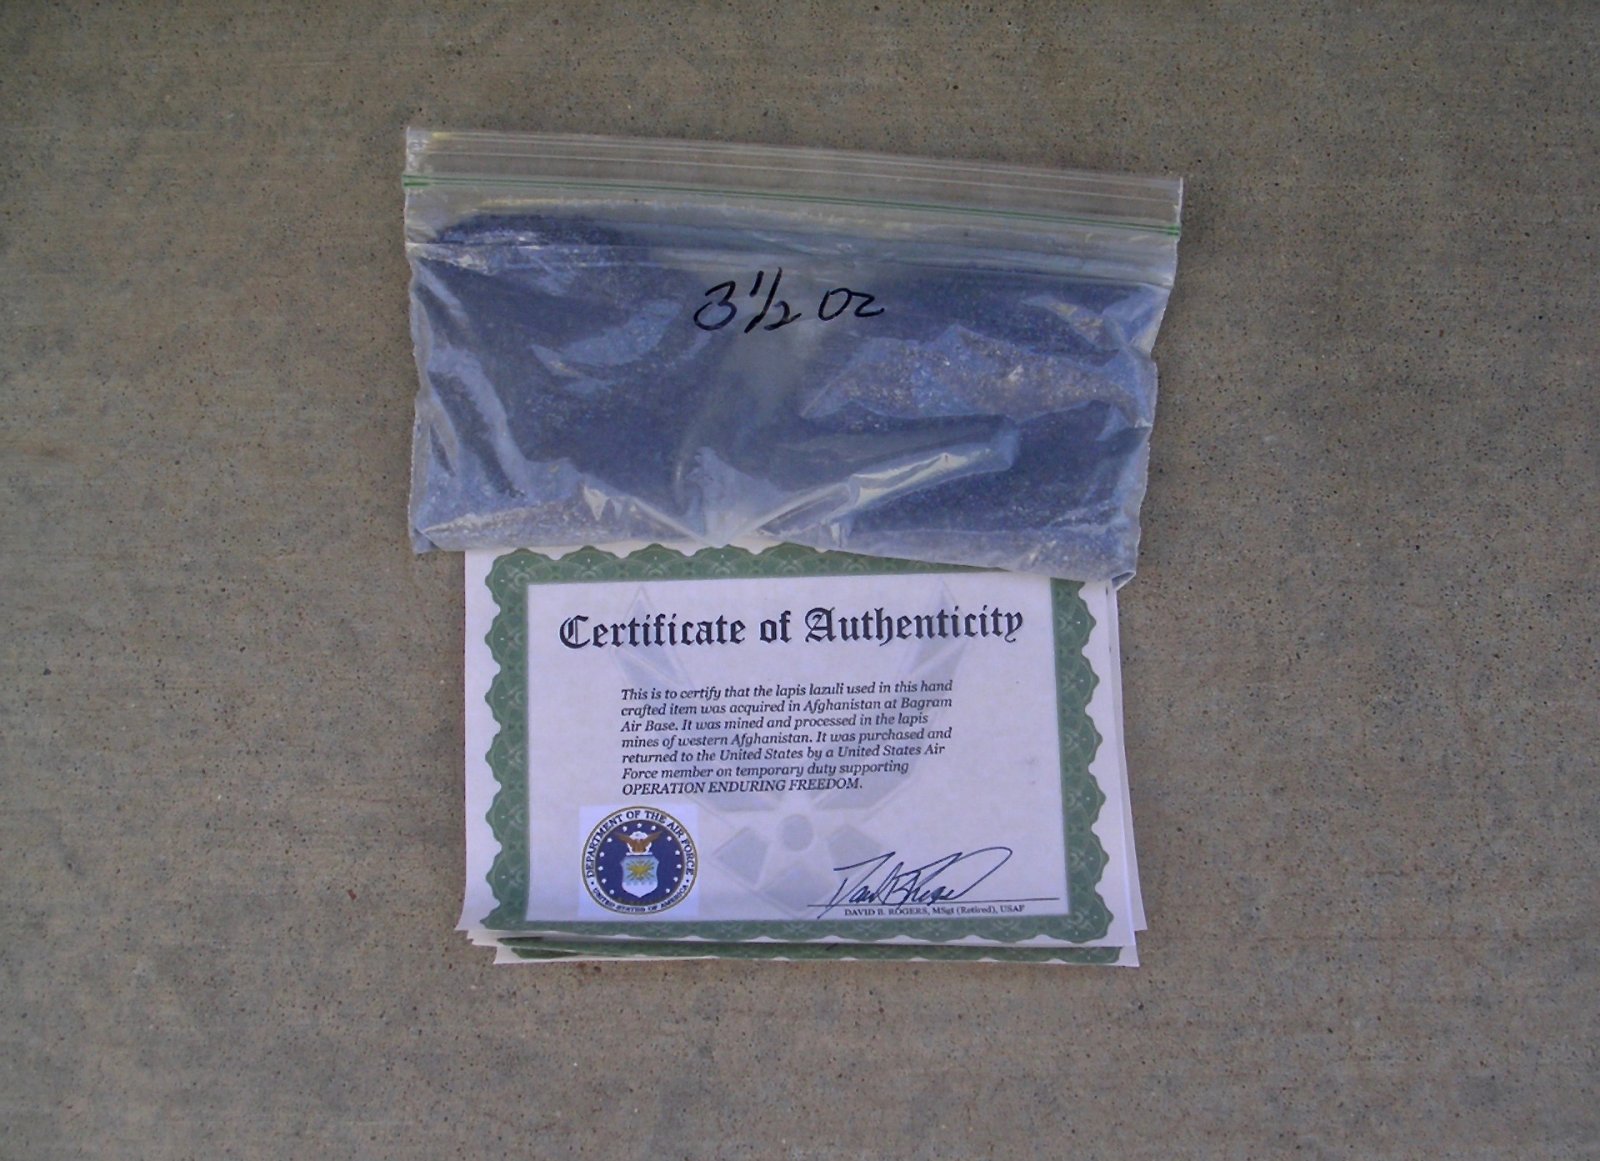 3 1/2 oz
Certificate of Authenticity
This is to certify that the lapis lazuli used in this hand
crafted item was acquired in Afghanistan at Bagram
Air Base. It was mined and processed in the lapis
mines of western Afghanistan. It was purchased and
returned to the United States by a United States Air
Force member on temporary duty supporting
OPERATION ENDURING FREEDOM.
DEPARTMENT OF THE AIR FORCE
UNITED STATES OF AMERICA
DAVID B. ROGERS, MSgt (Retired), USAF